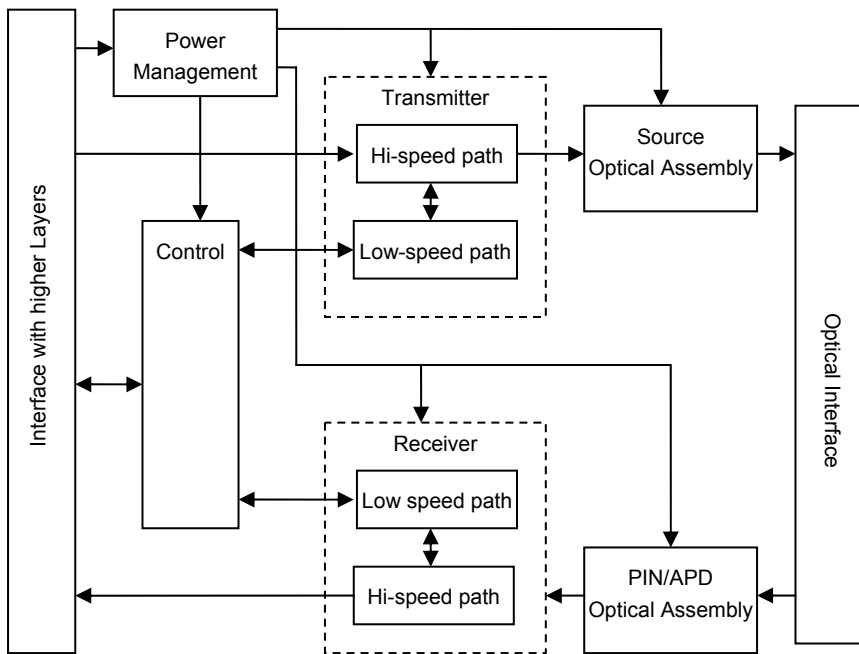 Interface with higher Layers
Power
Management
Transmitter
Hi-speed path
Low-speed path
Source
Optical Assembly
Control
Optical Interface
Receiver
Low speed path
Hi-speed path
PIN/APD
Optical Assembly